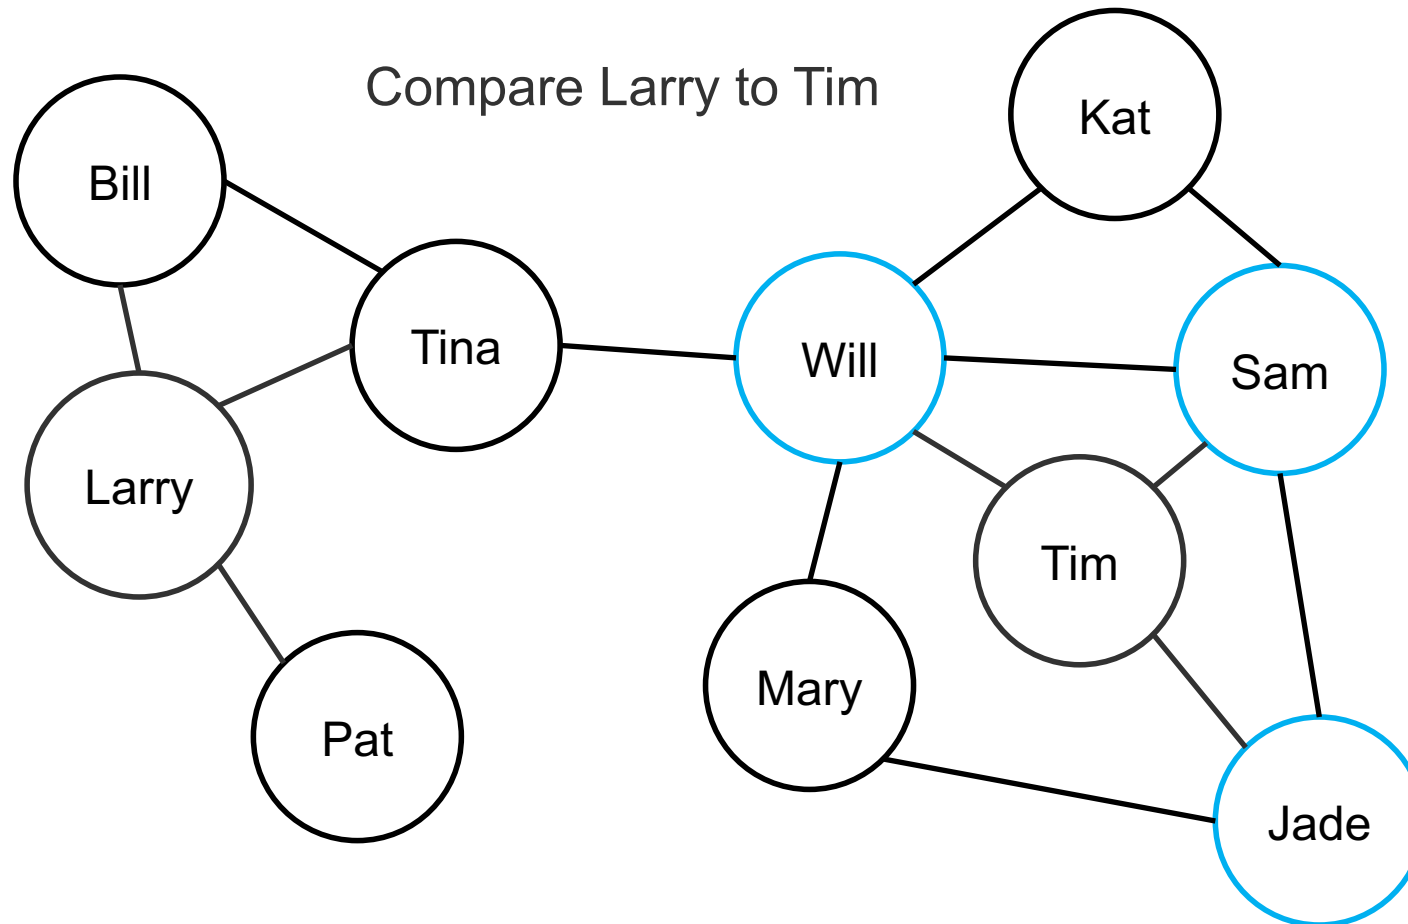 Compare Larry to Tim
Kat
Bill
Tina
Will
Sam
Larry
Tim
Mary
Pat
Jade